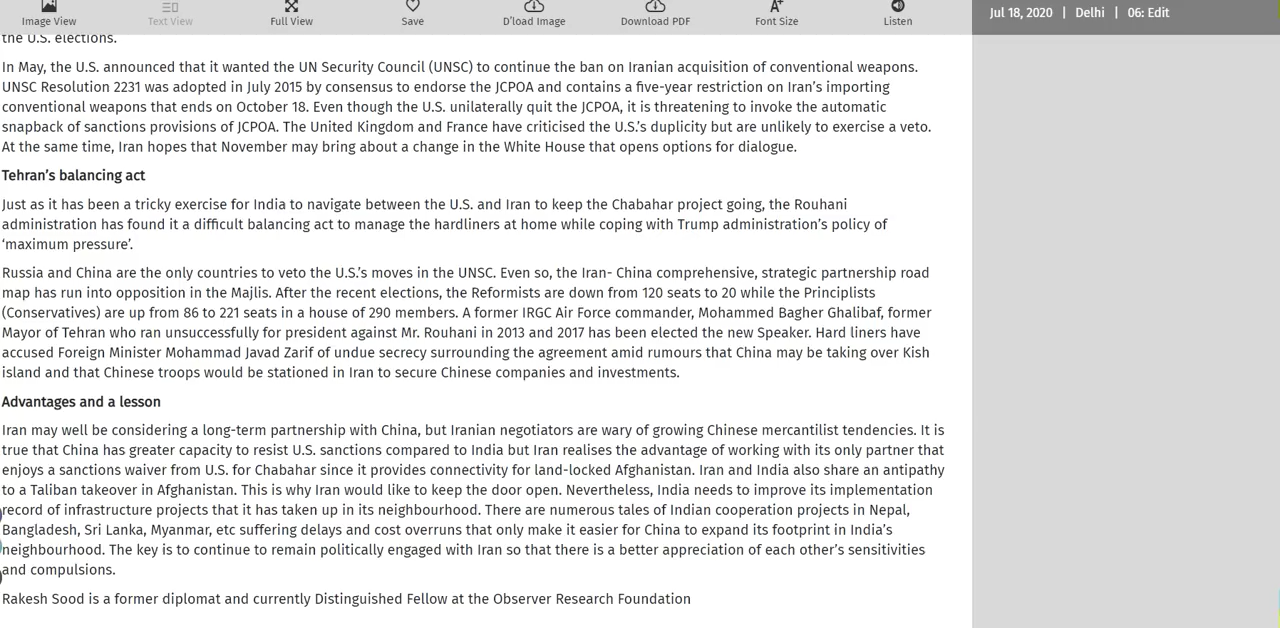 Image View
Text View
Full View
Save
D'load Image
Download PDF
Font Size
Listen
Jul 18, 2020 | Delhi | 06: Edit
the U.S. elections.
In May, the U.S. announced that it wanted the UN Security Council (UNSC) to continue the ban on Iranian acquisition of conventional weapons.
UNSC Resolution 2231 was adopted in July 2015 by consensus to endorse the JCPOA and contains a five-year restriction on Iran's importing
conventional weapons that ends on October 18. Even though the U.S. unilaterally quit the JCPOA, it is threatening to invoke the automatic
snapback of sanctions provisions of JCPOA. The United Kingdom and France have criticised the U.S.'s duplicity but are unlikely to exercise a veto.
At the same time, Iran hopes that November may bring about a change in the White House that opens options for dialogue.
Tehran's balancing act
Just as it has been a tricky exercise for India to navigate between the U.S. and Iran to keep the Chabahar project going, the Rouhani
administration has found it a difficult balancing act to manage the hardliners at home while coping with Trump administration's policy of
'maximum pressure'.
Russia and China are the only countries to veto the U.S.'s moves in the UNSC. Even so, the Iran- China comprehensive, strategic partnership road
map has run into opposition in the Majlis. After the recent elections, the Reformists are down from 120 seats to 20 while the Principlists
(Conservatives) are up from 86 to 221 seats in a house of 290 members. A former IRGC Air Force commander, Mohammed Bagher Ghalibaf, former
Mayor of Tehran who ran unsuccessfully for president against Mr. Rouhani in 2013 and 2017 has been elected the new Speaker. Hard liners have
accused Foreign Minister Mohammad Javad Zarif of undue secrecy surrounding the agreement amid rumours that China may be taking over Kish
island and that Chinese troops would be stationed in Iran to secure Chinese companies and investments.
Advantages and a lesson
Iran may well be considering a long-term partnership with China, but Iranian negotiators are wary of growing Chinese mercantilist tendencies. It is
true that China has greater capacity to resist U.S. sanctions compared to India but Iran realises the advantage of working with its only partner that
enjoys a sanctions waiver from U.S. for Chabahar since it provides connectivity for land-locked Afghanistan. Iran and India also share an antipathy
to a Taliban takeover in Afghanistan. This is why Iran would like to keep the door open. Nevertheless, India needs to improve its implementation
record of infrastructure projects that it has taken up in its neighbourhood. There are numerous tales of Indian cooperation projects in Nepal,
Bangladesh, Sri Lanka, Myanmar, etc suffering delays and cost overruns that only make it easier for China to expand its footprint in India's
neighbourhood. The key is to continue to remain politically engaged with Iran so that there is a better appreciation of each other's sensitivities
and compulsions.
Rakesh Sood is a former diplomat and currently Distinguished Fellow at the Observer Research Foundation